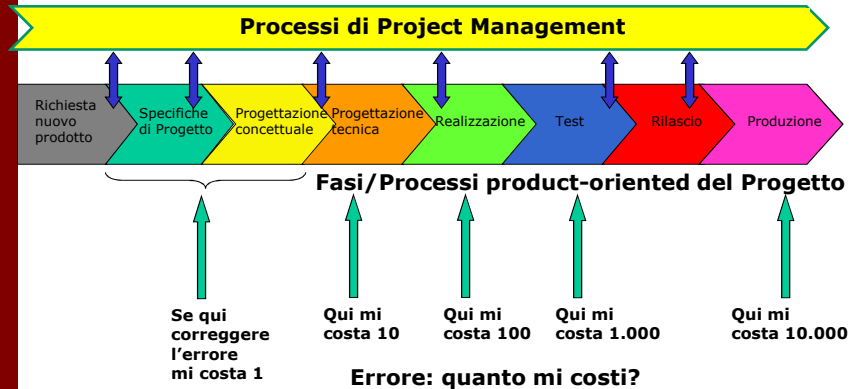 Processi di Project Management
Richiesta
nuovo
prodotto
Specifiche
di Progetto
Progettazione
concettuale
Progettazione
tecnica
Realizzazione
Test
Rilascio
Produzione
Fasi/Processi product-oriented del Progetto
Se qui
correggere
l’errore
mi costa 1
Qui mi
costa 10
Qui mi
costa 100
Qui mi
costa 1.000
Qui mi
costa 10.000
Errore: quanto mi costi?